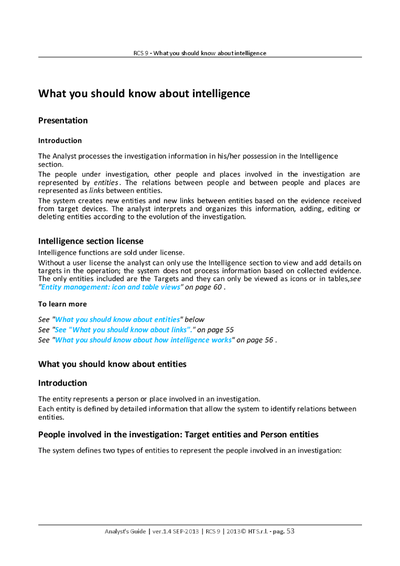 RCS 9 - What you should know about intelligence
What you should know about intelligence
Presentation
Introduction
The Analyst processes the investigation information in his/her possession in the Intelligence
section.
The people under investigation, other people and places involved in the investigation are
represented by entities. The relations between people and between people and places are
represented as links between entities.
The system creates new entities and new links between entities based on the evidence received
from target devices. The analyst interprets and organizes this information, adding, editing or
deleting entities according to the evolution of the investigation.
Intelligence section license
Intelligence functions are sold under license.
Without a user license the analyst can only use the Intelligence section to view and add details on
targets in the operation; the system does not process information based on collected evidence.
The only entities included are the Targets and they can only be viewed as icons or in tables,see
"Entity management: icon and table views" on page 60 .
To learn more
See "What you should know about entities" below
See "See "What you should know about links"." on page 55
See "What you should know about how intelligence works" on page 56 .
What you should know about entities
Introduction
The entity represents a person or place involved in an investigation.
Each entity is defined by detailed information that allow the system to identify relations between
entities.
People involved in the investigation: Target entities and Person entities
The system defines two types of entities to represent the people involved in an investigation:
Analyst's Guide | ver.1.4 SEP-2013 | RCS 9 | 2013© HT S.r.l. - pag. 53